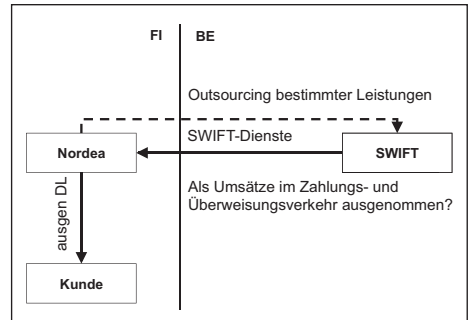 FI
BE
Outsourcing bestimmter Leistungen
SWIFT-Dienste
Nordea
SWIFT
Als Umsätze im Zahlungs- und
Überweisungsverkehr ausgenommen?
ausgen DL
Kunde